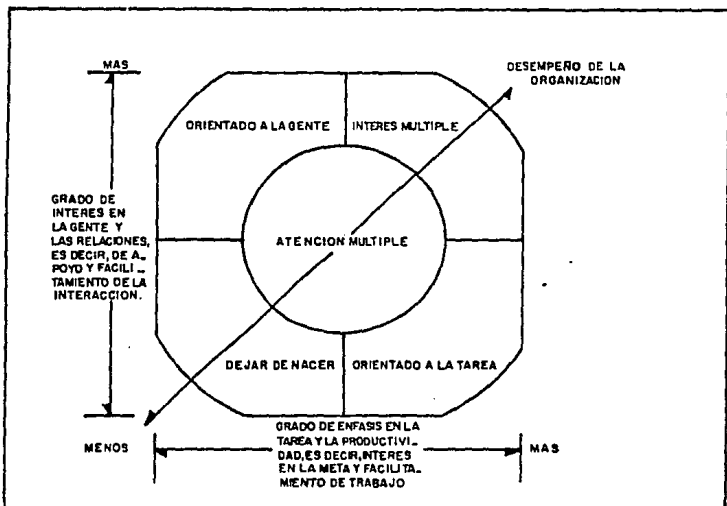 MAS
DESEMPEÑO DE LA
ORGANIZACION
ORIENTADO A LA GENTE
INTERES MULTIPLE
GRADO DE
INTERES EN
LA GENTE Y
LAS RELACIONES,
ES DECIR, DE A_
POYO Y FACILI_
TAMIENTO DE LA
INTERACCION.
ATENCION MULTIPLE
DEJAR DE NACER
ORIENTADO A LA TAREA
MENOS
GRADO DE ENFASIS EN LA
TAREA Y LA PRODUCTIVI_
DAD, ES DECIR, INTERES
EN LA META Y FACILITA_
MIENTO DE TRABAJO
MAS